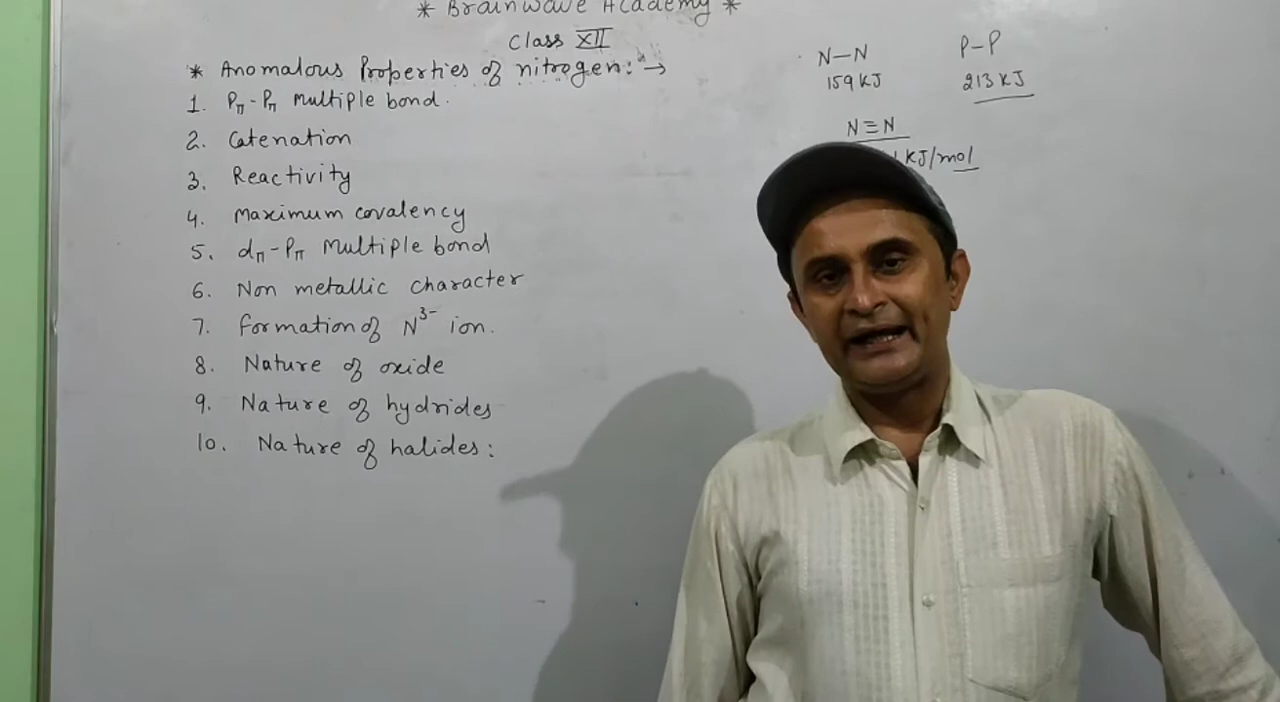 * Brainwave Academy *
Class XII
* Anomalous Properties of nitrogen: →
1. Pπ-Pπ multiple bond.
2. Catenation
3. Reactivity
4. Maximum covalency
5. dπ-Pπ multiple bond
6. Non metallic character
7. formation of N³⁻ ion.
8. Nature of oxide
9. Nature of hydrides
10. Nature of halides:
N-N
159 KJ
P-P
213 KJ
N≡N
KJ/mol